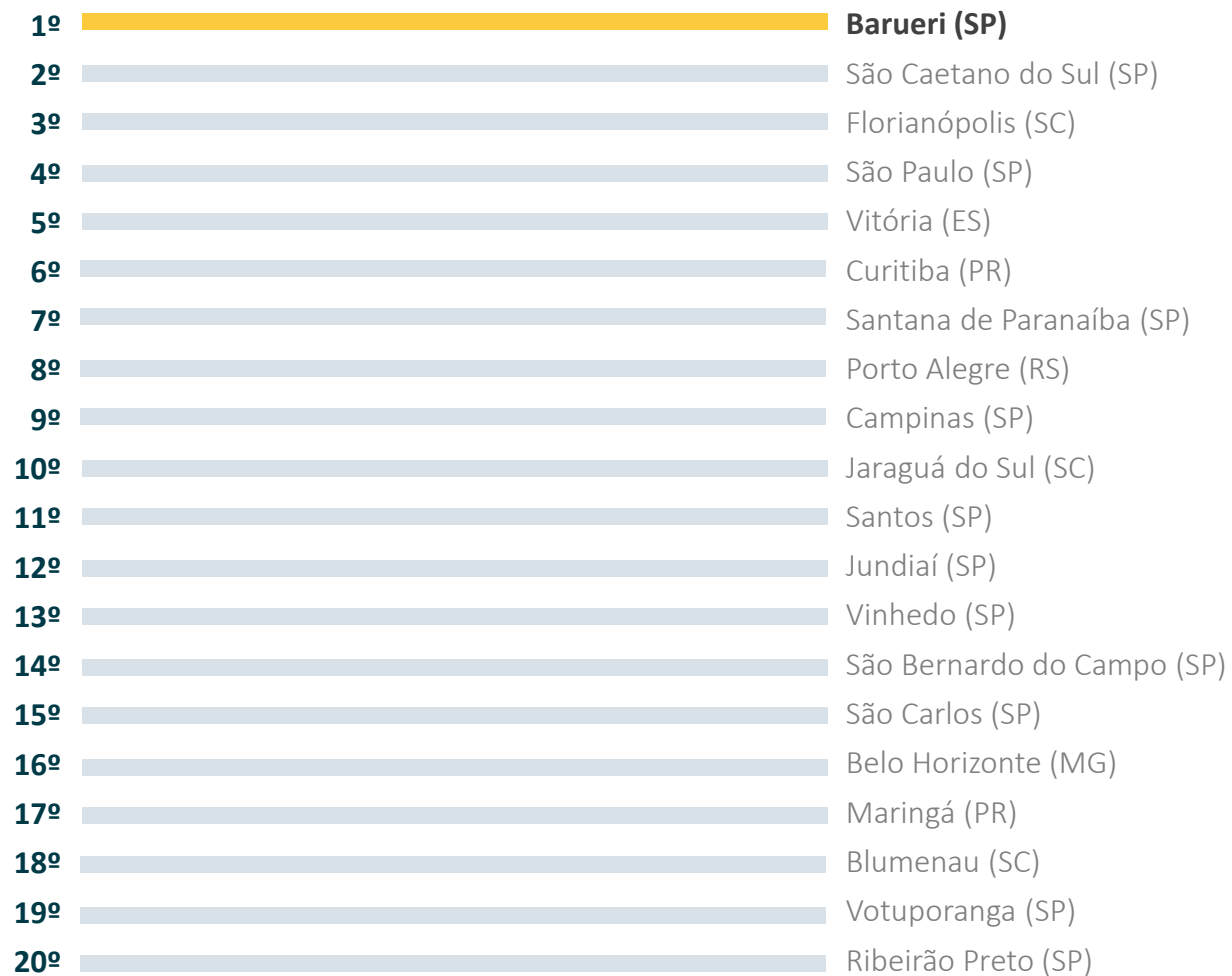 1º Barueri (SP)
2º São Caetano do Sul (SP)
3º Florianópolis (SC)
4º São Paulo (SP)
5º Vitória (ES)
6º Curitiba (PR)
7º Santana de Paranaíba (SP)
8º Porto Alegre (RS)
9º Campinas (SP)
10º Jaraguá do Sul (SC)
11º Santos (SP)
12º Jundiaí (SP)
13º Vinhedo (SP)
14º São Bernardo do Campo (SP)
15º São Carlos (SP)
16º Belo Horizonte (MG)
17º Maringá (PR)
18º Blumenau (SC)
19º Votuporanga (SP)
20º Ribeirão Preto (SP)